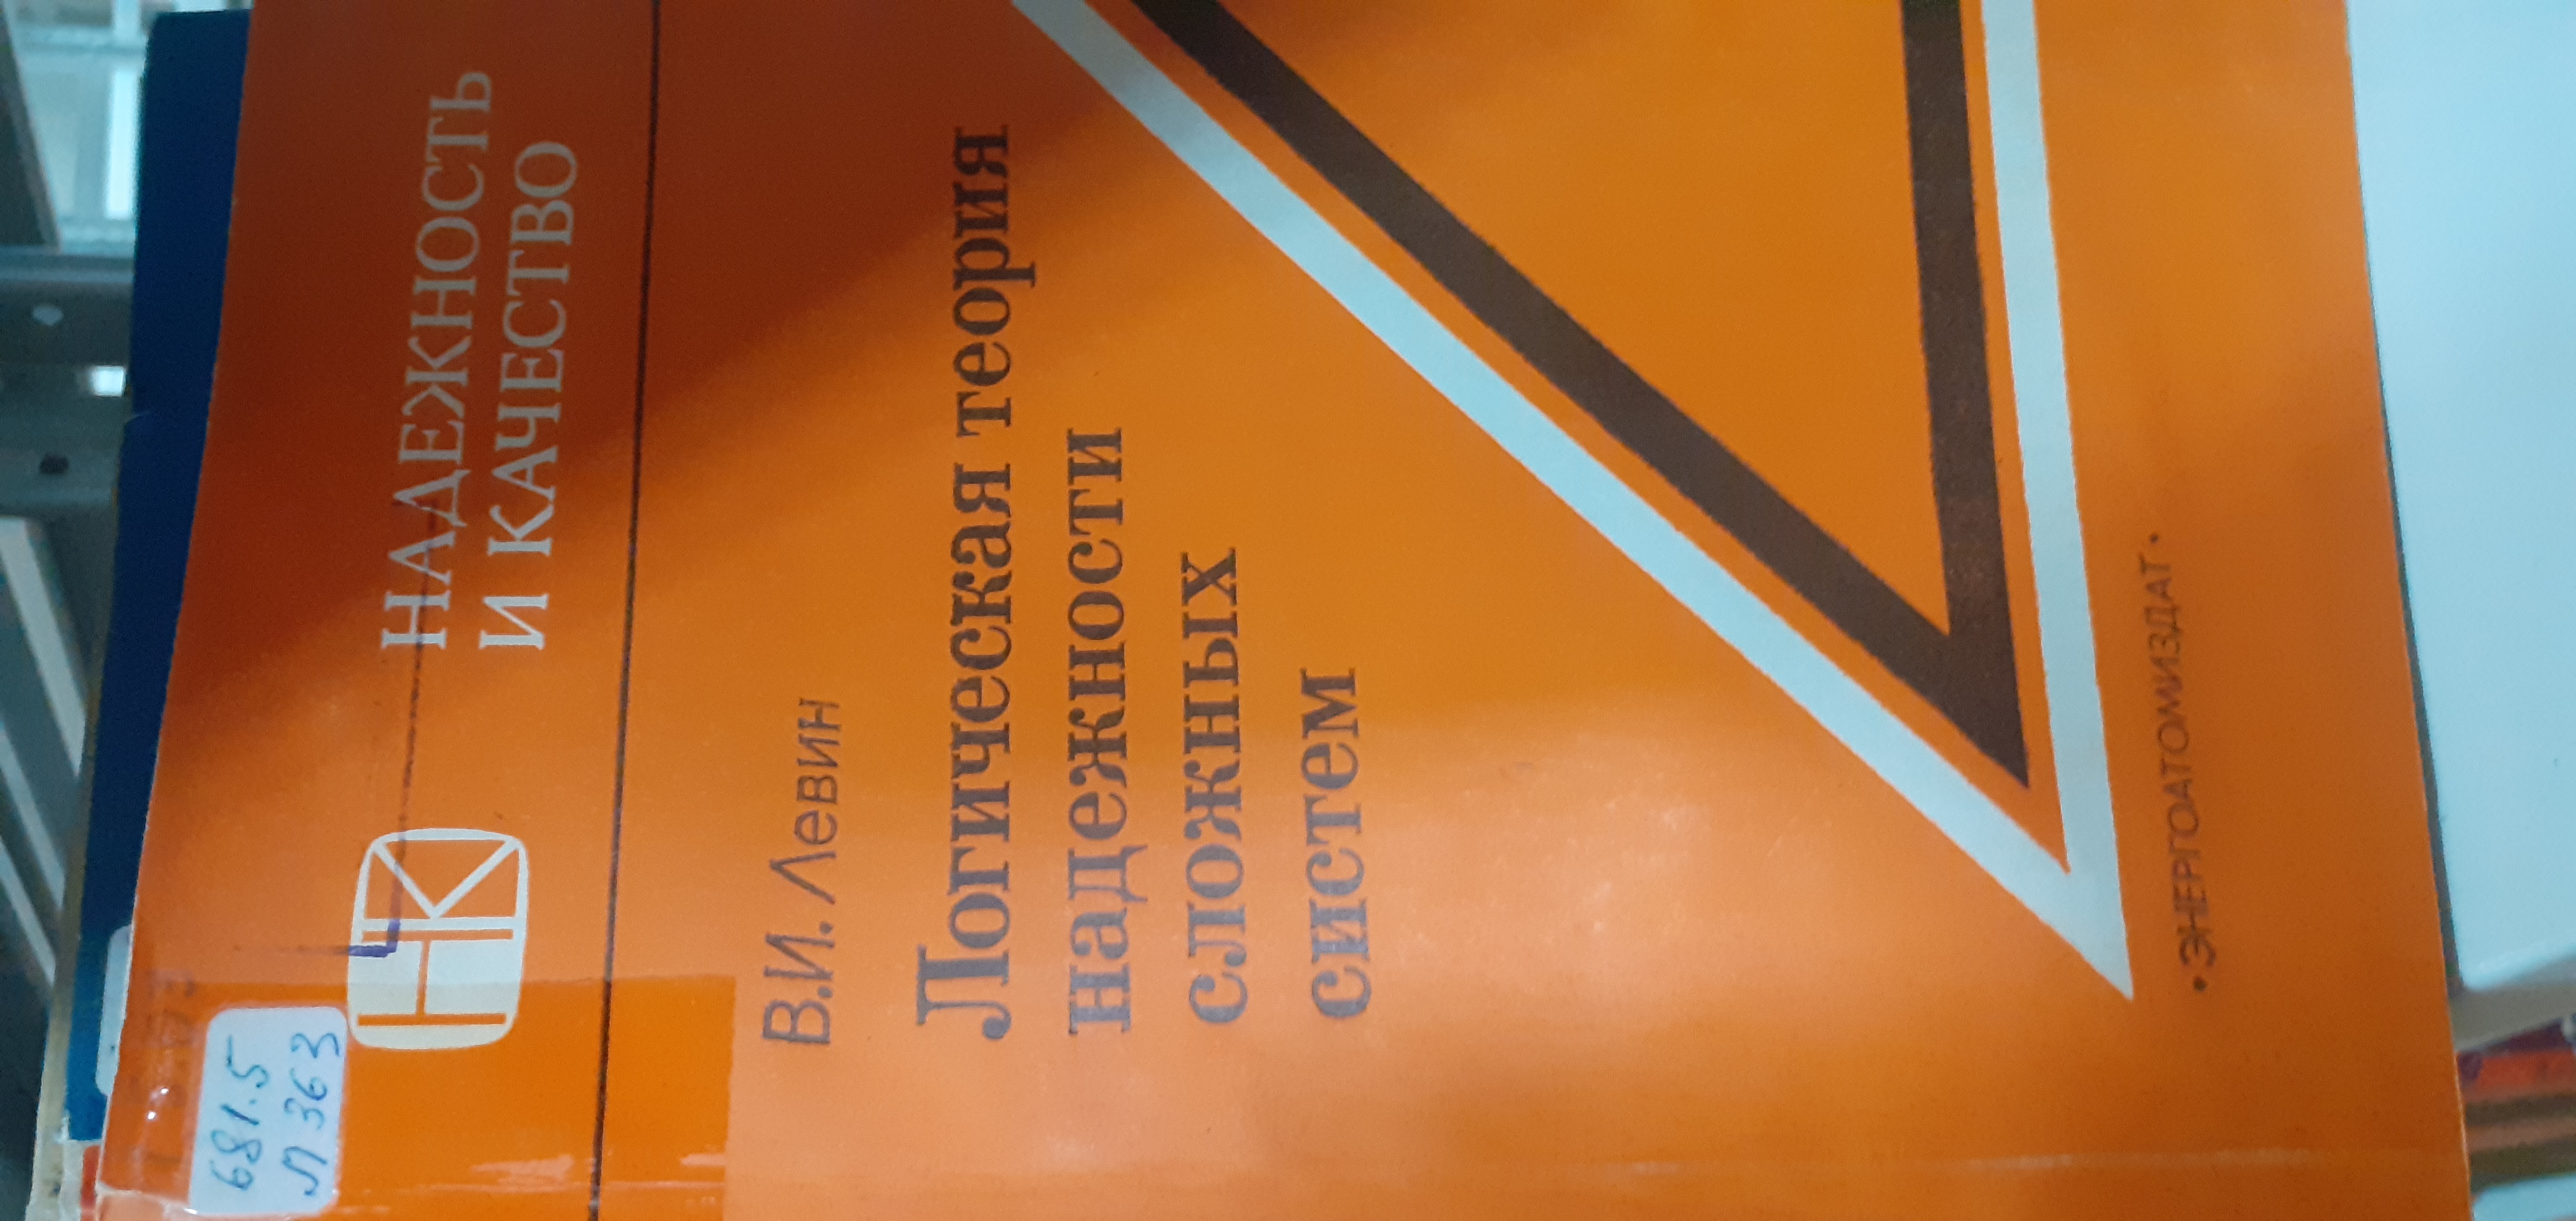 НАДЕЖНОСТЬ
И КАЧЕСТВО
НК
В.И. Левин
Логическая теория
надежности
сложных
систем
• ЭНЕРГОАТОМИЗДАТ •
681.5
Л 363